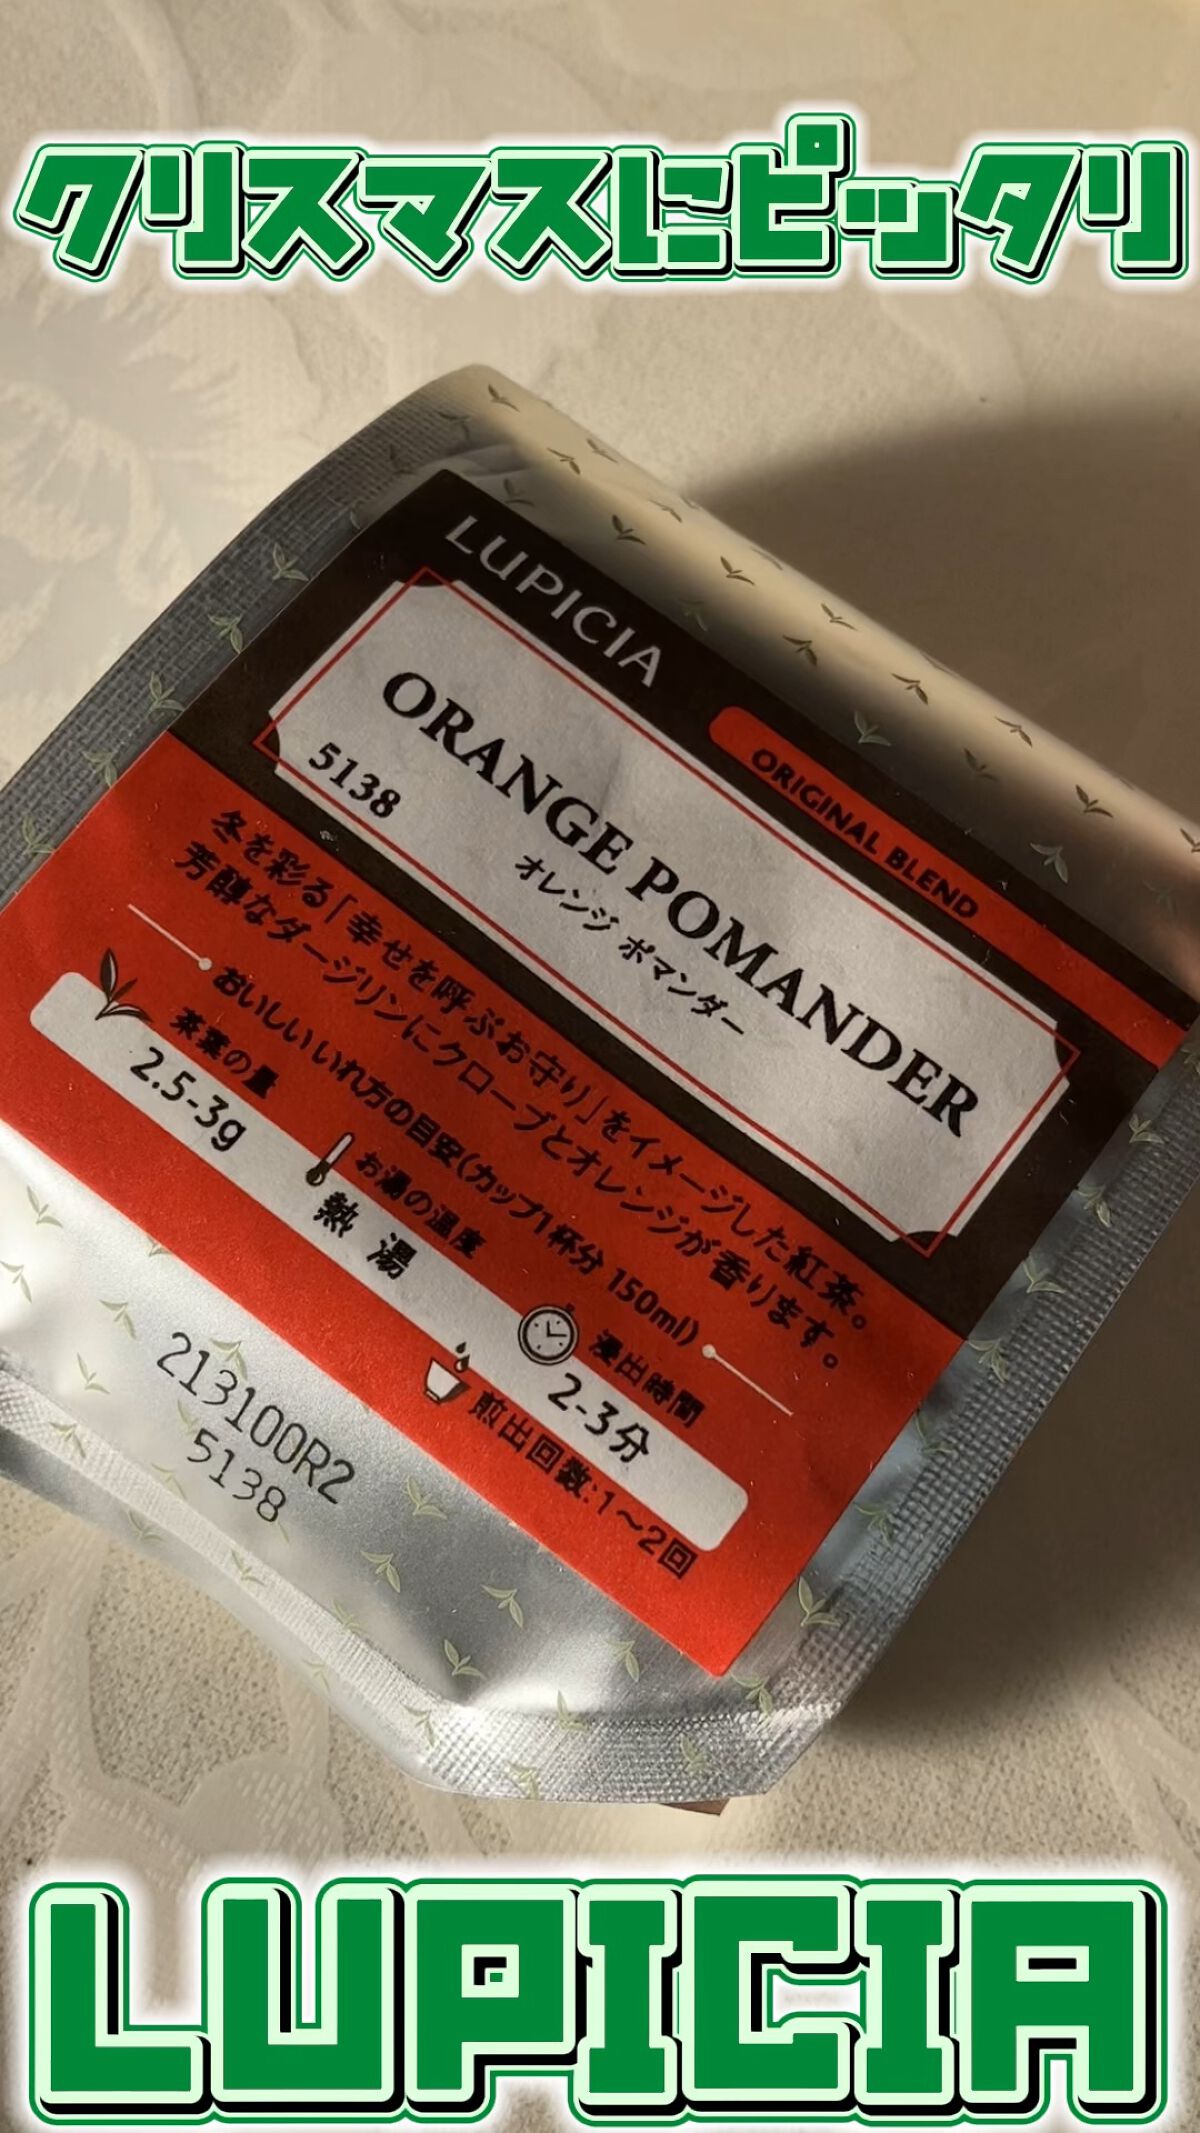 クリスマスにピッタリ
LUPICIA
ORIGINAL BLEND
ORANGE POMANDER
オレンジ ポマンダー
5138
冬を彩る「幸せを呼ぶお守り」をイメージした紅茶。
芳醇なダージリンにクローブとオレンジが香ります。
おいしいいれ方の目安(カップ1杯分 150ml)
茶葉の量
2.5-3g
お湯の温度
熱湯
浸出時間
2-3分
煎出回数:1～2回
213100R2
5138
LUPICIA